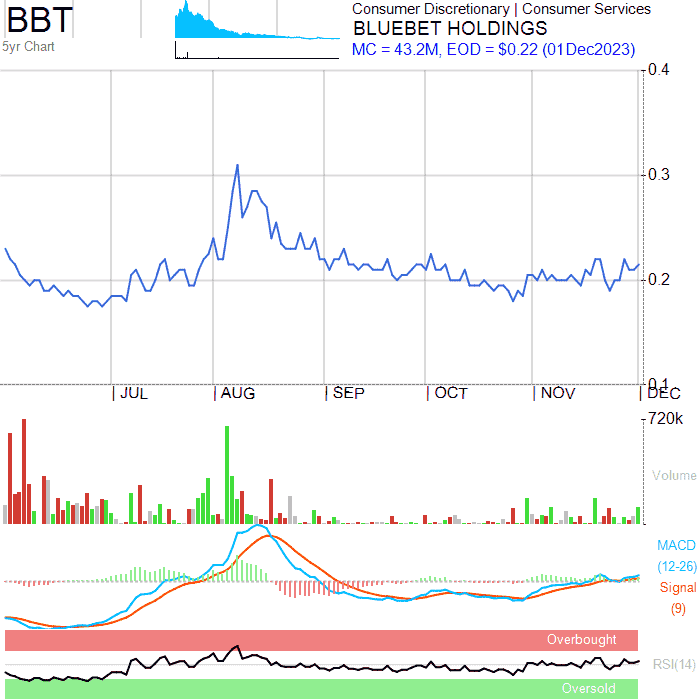 BBT
5yr Chart
Consumer Discretionary | Consumer Services
BLUEBET HOLDINGS
MC = 43.2M, EOD = $0.22 (01Dec2023)
0.4
0.3
0.2
0.1
JUL
AUG
SEP
OCT
NOV
DEC
720k
Volume
MACD
(12-26)
Signal
(9)
Overbought
RSI(14)
Oversold